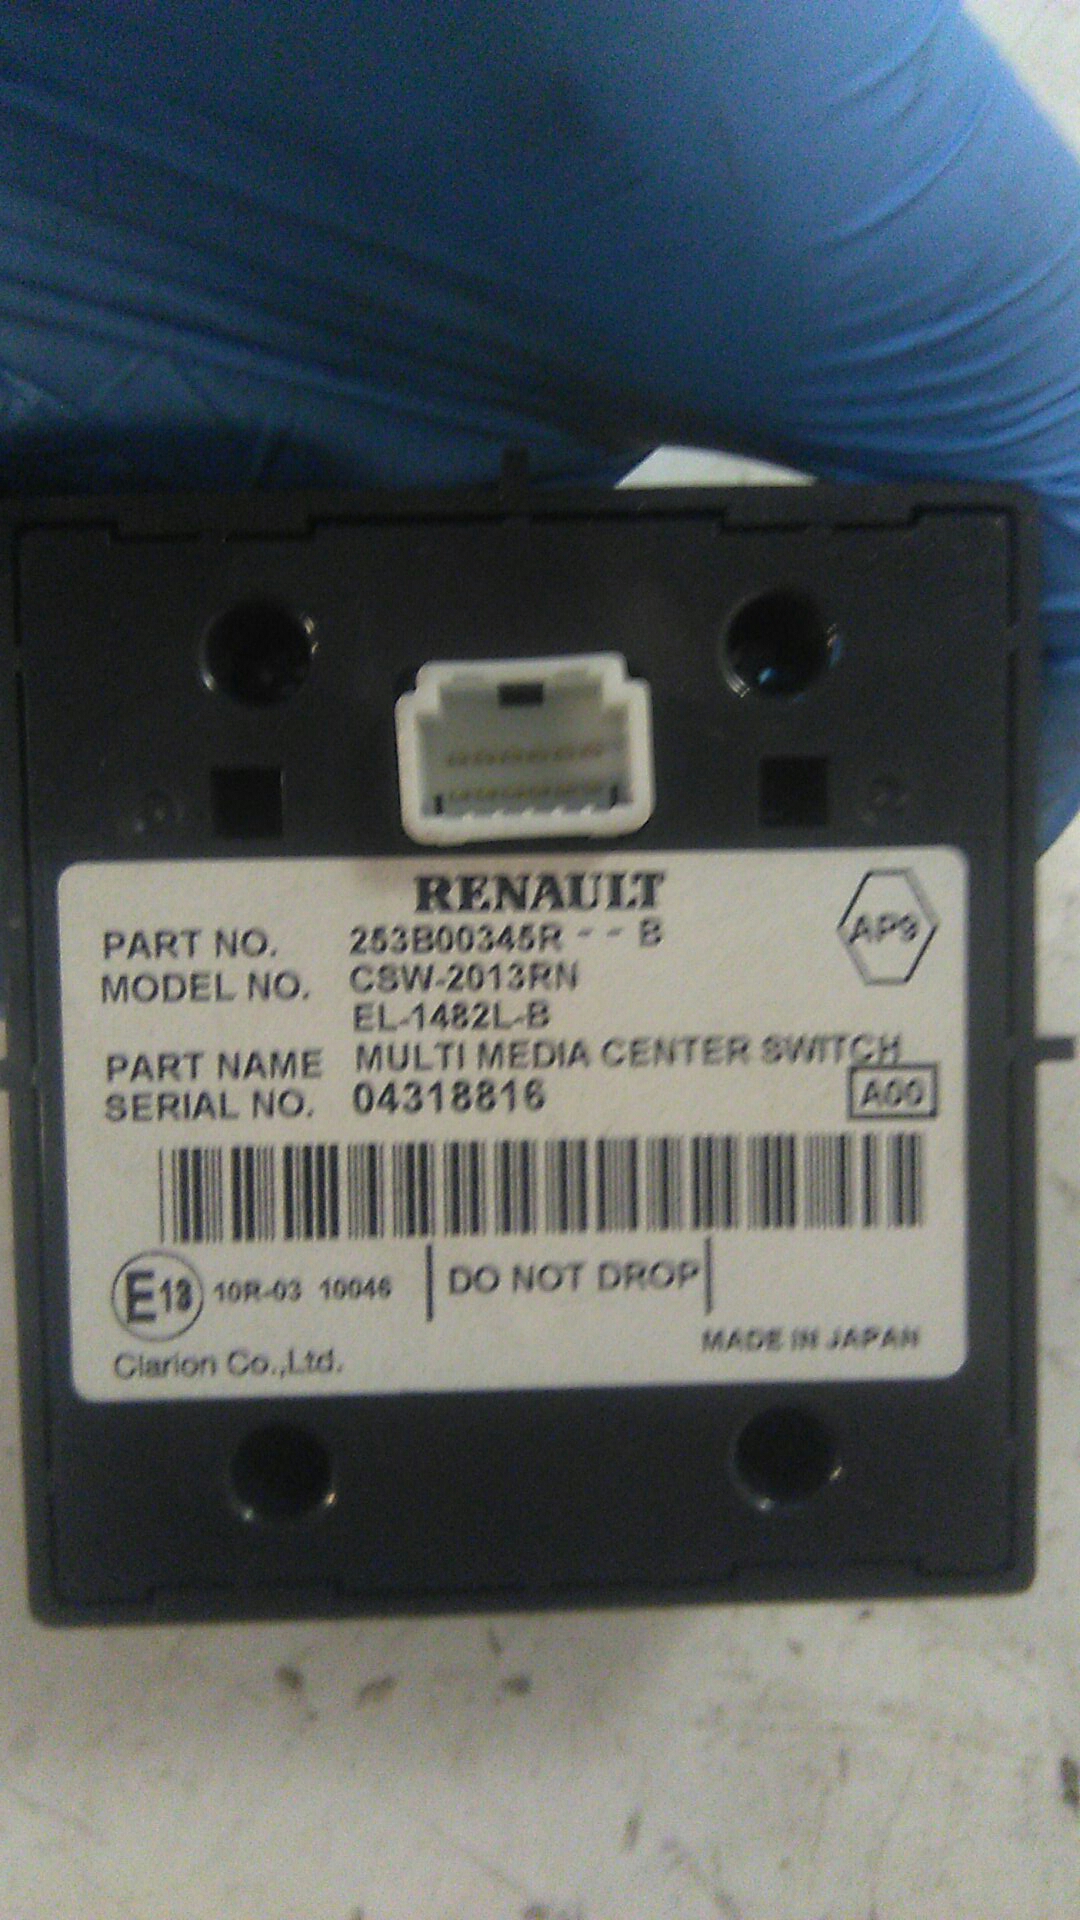 RENAULT
PART NO. 253B00345R - - B
AP9
MODEL NO. CSW-2013RN
EL-1482L-B
PART NAME MULTI MEDIA CENTER SWITCH
SERIAL NO. 04318816
A00
E13 10R-03 10046
DO NOT DROP
MADE IN JAPAN
Clarion Co.,Ltd.